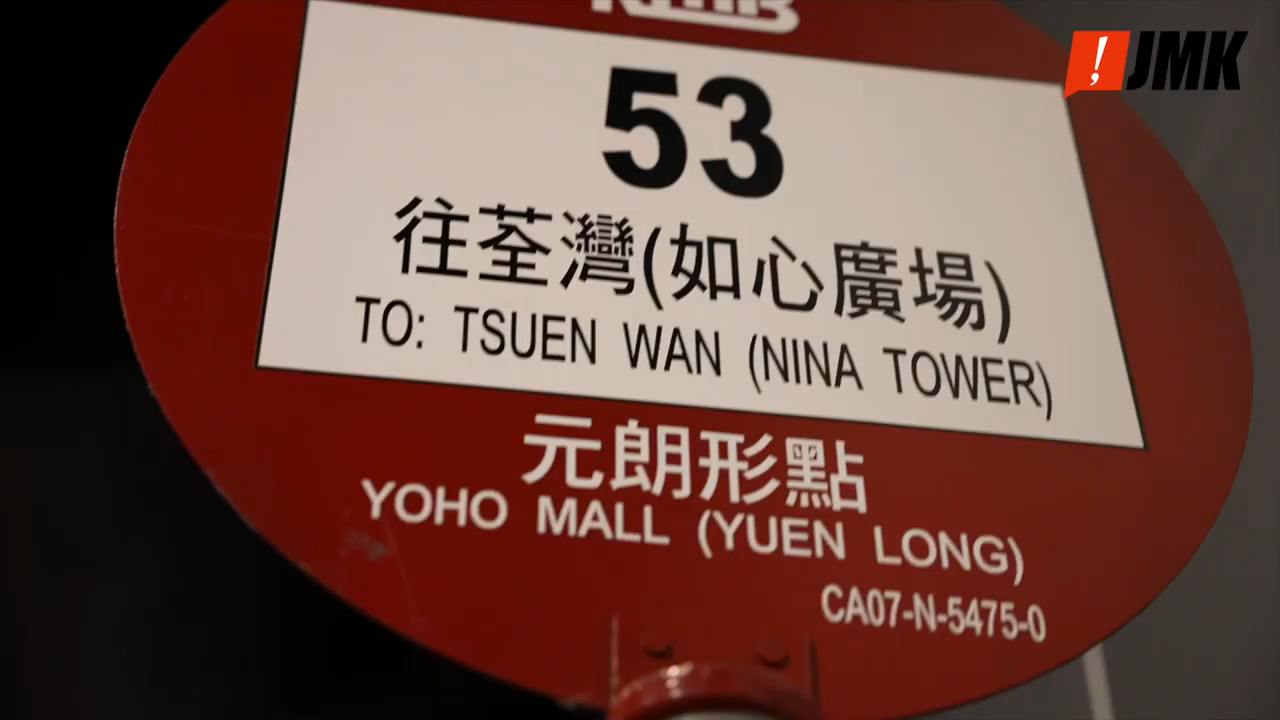 KMB
!JMK
53
往荃灣(如心廣場)
TO: TSUEN WAN (NINA TOWER)
元朗形點
YOHO MALL (YUEN LONG)
CA07-N-5475-0